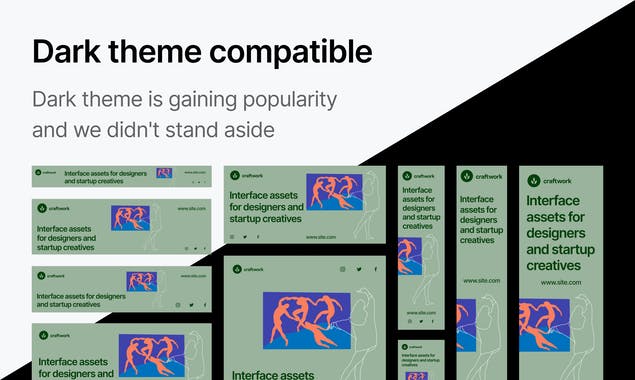 Dark theme compatible
Dark theme is gaining popularity
and we didn't stand aside
craftwork
Interface assets for designers
and startup creatives
www.site.com
craftwork
www.site.com
Interface assets
for designers and
startup creatives
craftwork
Interface assets for designers
and startup creatives
craftwork
Interface assets
for designers and
craftwork
Interface assets
for designers and
startup creatives
www.site.com
craftwork
Interface assets
craftwork
Interface
assets for
designers
and startup
creatives
www.site.com
craftwork
Interface assets
for designers
and startup
creatives
craftwork
Interface
assets for
designers
and startup
creatives
www.site.com
craftwork
Interface
assets for
designers
and startup
creatives
www.site.com